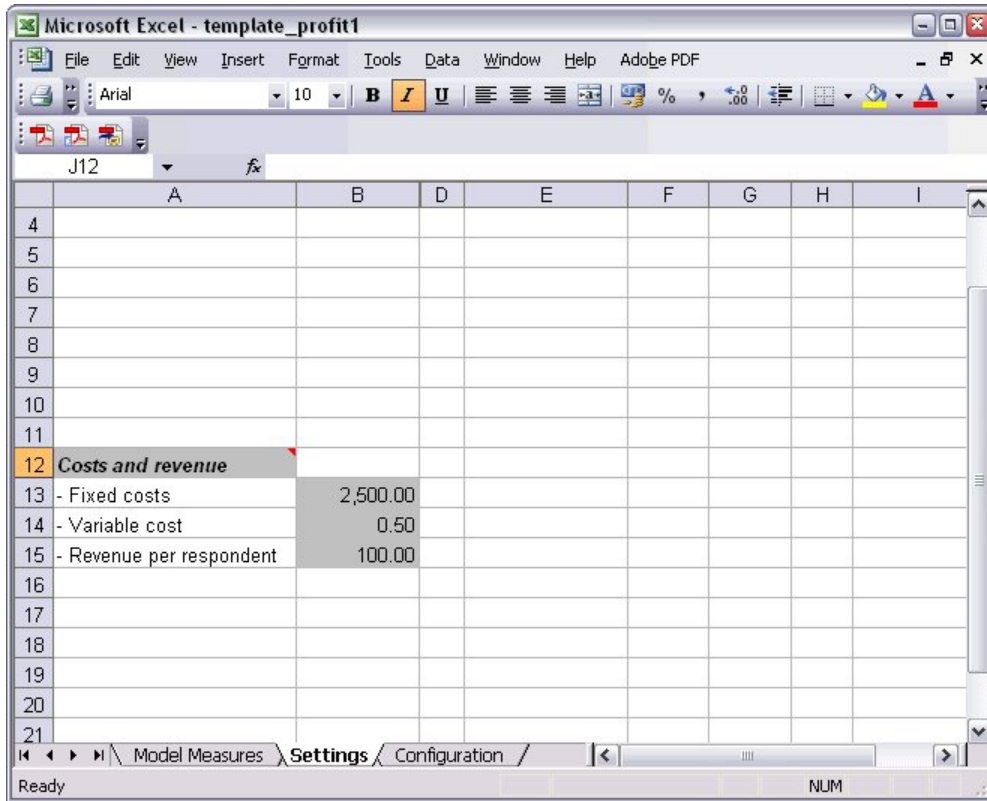 Microsoft Excel - template_profit1
File Edit View Insert Format Tools Data Window Help Adobe PDF
Arial 10 B I U % ,
J12 fx
A B D E F G H I
4
5
6
7
8
9
10
11
12 Costs and revenue
13 - Fixed costs 2,500.00
14 - Variable cost 0.50
15 - Revenue per respondent 100.00
16
17
18
19
20
21
Model Measures Settings Configuration
Ready NUM